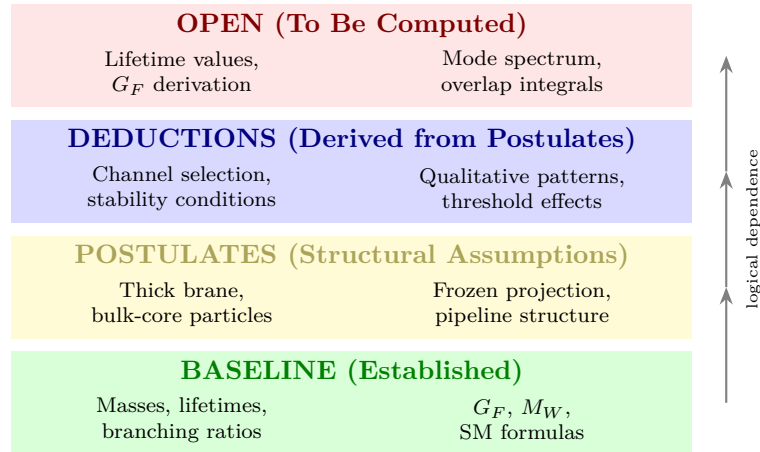 OPEN (To Be Computed)
Lifetime values,
G_F derivation
Mode spectrum,
overlap integrals
DEDUCTIONS (Derived from Postulates)
Channel selection,
stability conditions
Qualitative patterns,
threshold effects
POSTULATES (Structural Assumptions)
Thick brane,
bulk-core particles
Frozen projection,
pipeline structure
BASELINE (Established)
Masses, lifetimes,
branching ratios
G_F, M_W,
SM formulas
logical dependence